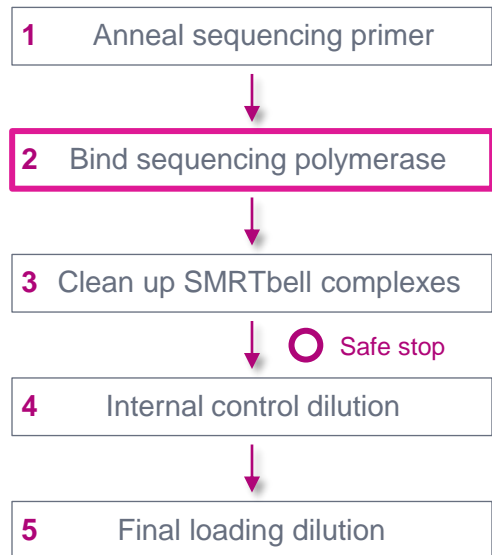 1 Anneal sequencing primer
2 Bind sequencing polymerase
3 Clean up SMRTbell complexes
Safe stop
4 Internal control dilution
5 Final loading dilution